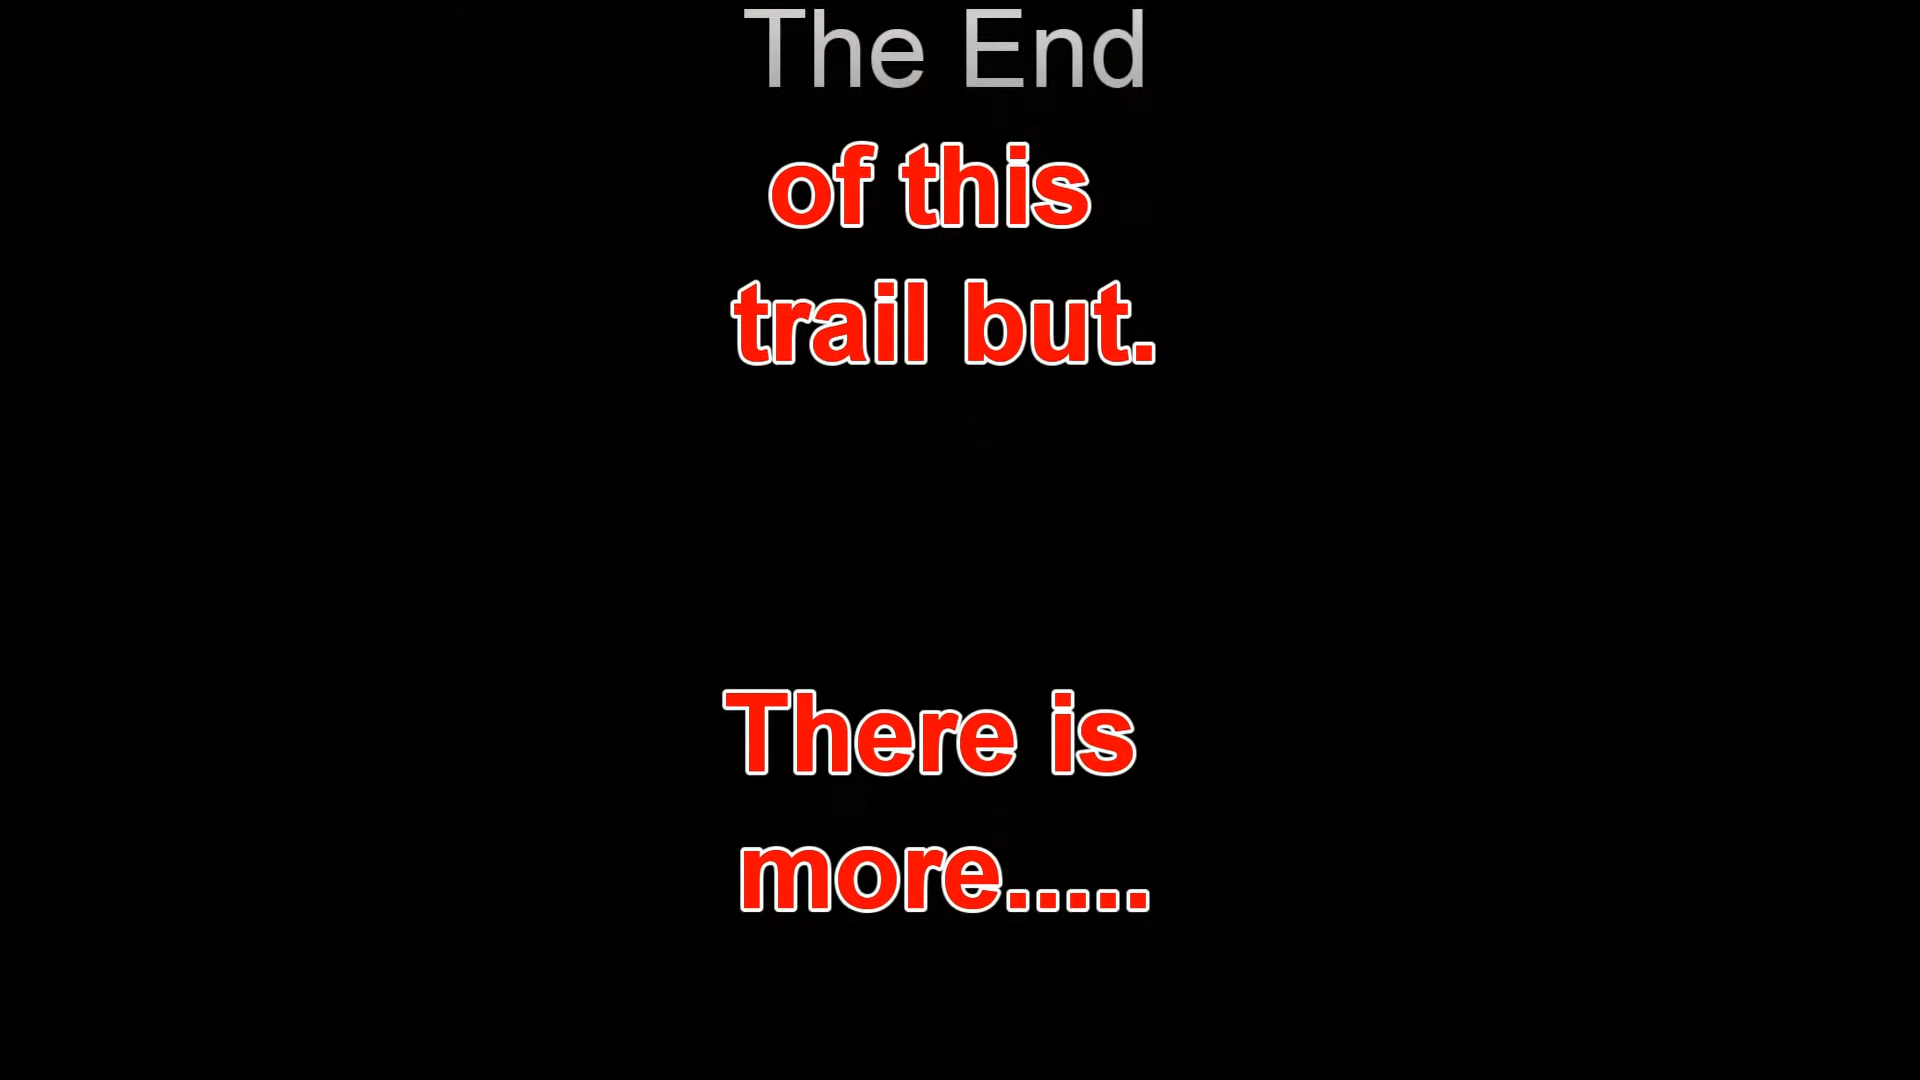 The End
of this
trail but.
There is
more.....